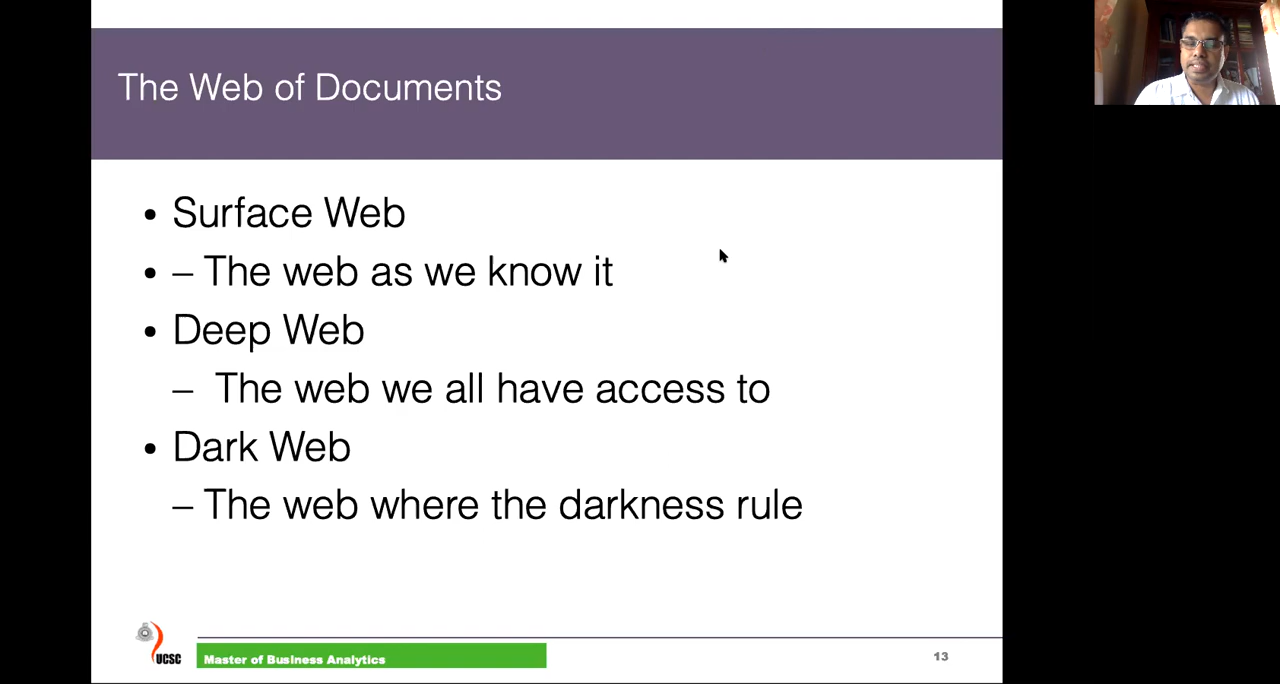 The Web of Documents
• Surface Web
• – The web as we know it
• Deep Web
– The web we all have access to
• Dark Web
– The web where the darkness rule
UCSC
Master of Business Analytics
13